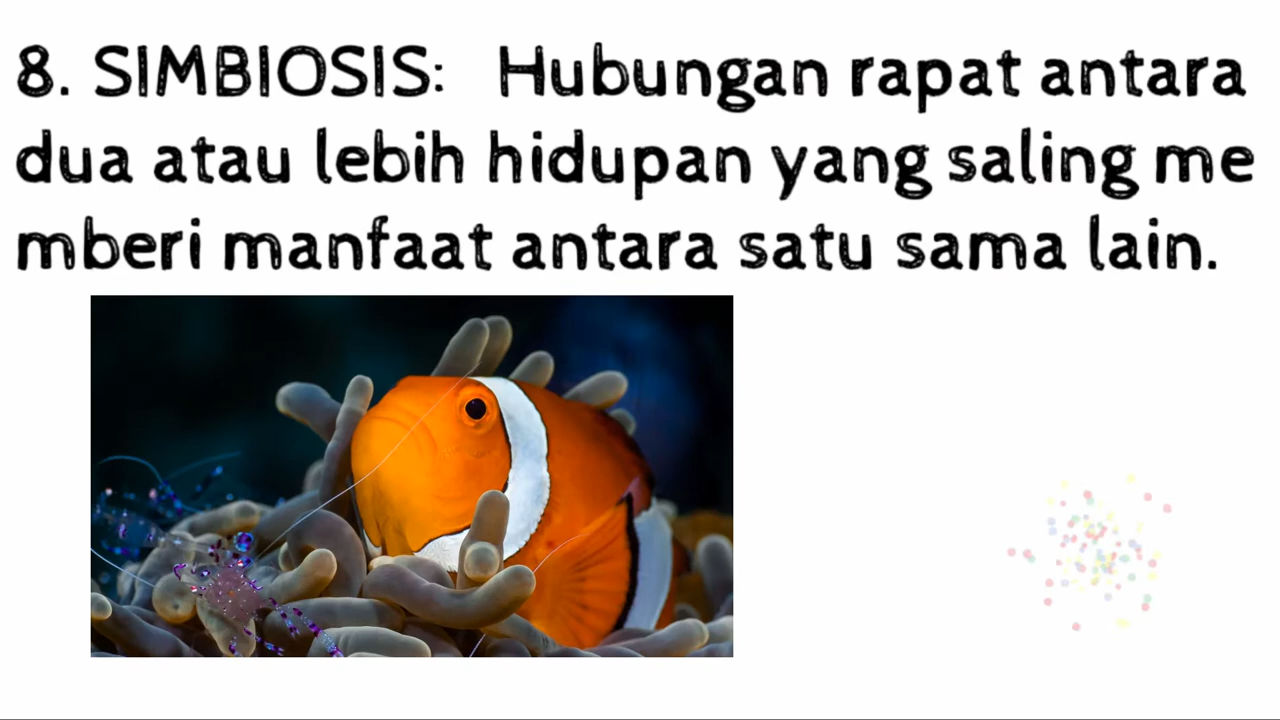 8. SIMBIOSIS: Hubungan rapat antara
dua atau lebih hidupan yang saling me
mberi manfaat antara satu sama lain.